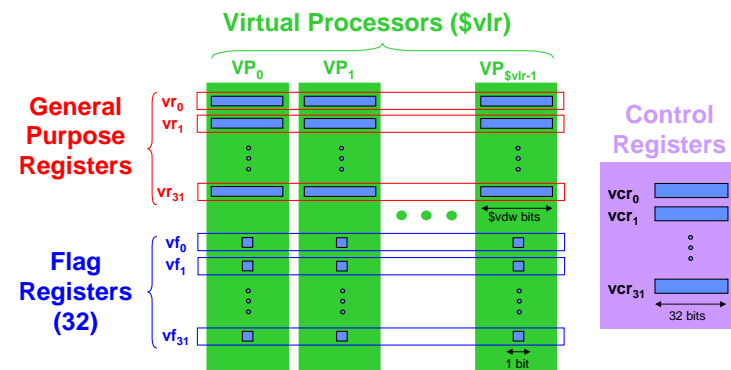 Virtual Processors ($vlr)
VP0 VP1 VP$vlr-1
General
Purpose
Registers
vr0
vr1
vr31
$vdw bits
Flag
Registers
(32)
vf0
vf1
vf31
1 bit
Control
Registers
vcr0
vcr1
vcr31
32 bits